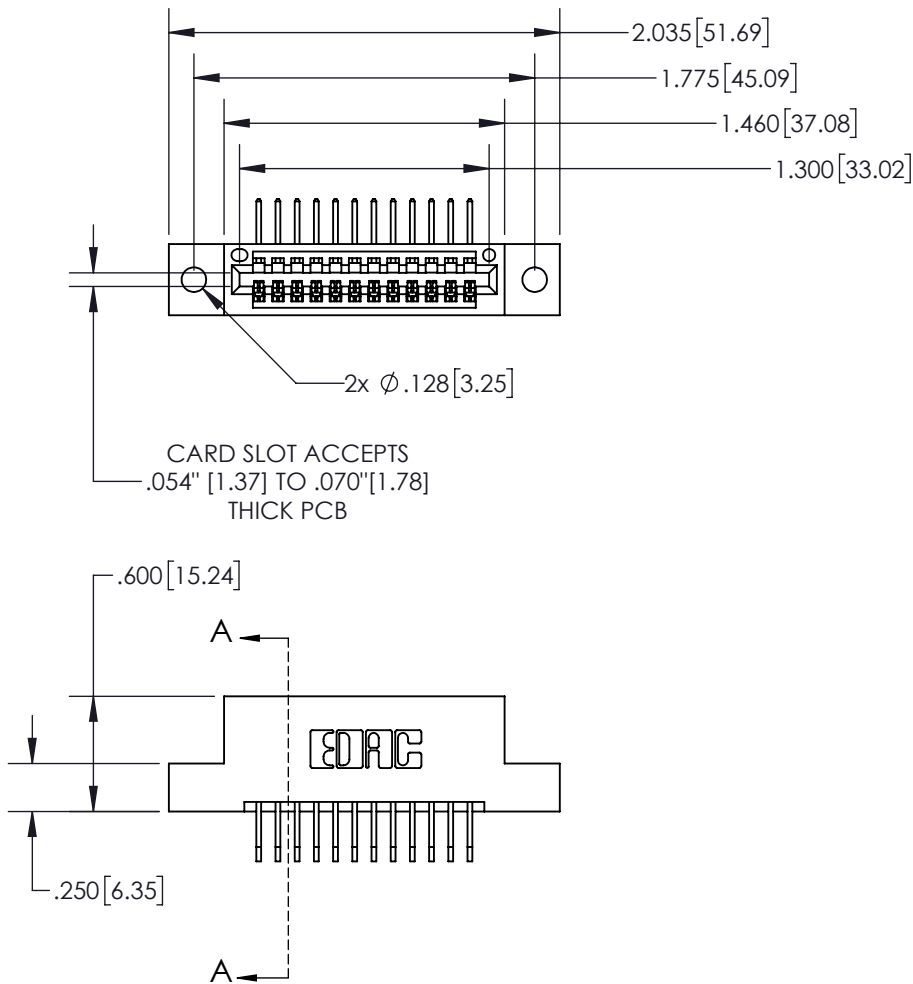 2.035[51.69]
1.775[45.09]
1.460[37.08]
1.300[33.02]
2x ∅.128[3.25]
CARD SLOT ACCEPTS
.054" [1.37] TO .070"[1.78]
THICK PCB
.600[15.24]
A
EDAC
.250[6.35]
A